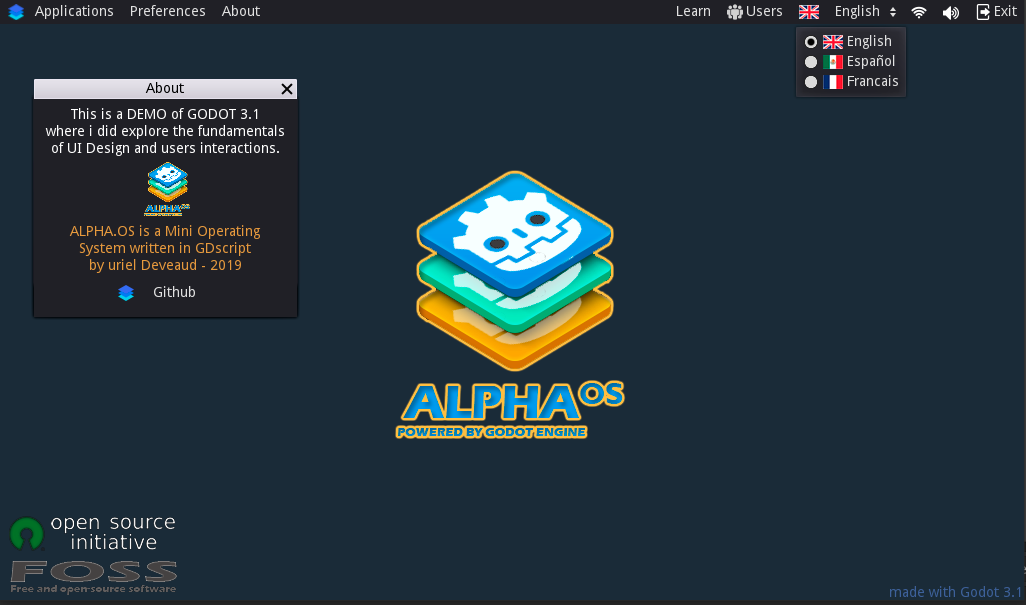 Applications Preferences About Learn Users English Exit
English
Español
Francais
About
This is a DEMO of GODOT 3.1
where i did explore the fundamentals
of UI Design and users interactions.
ALPHA OS
ALPHA.OS is a Mini Operating
System written in GDscript
by uriel Deveaud - 2019
Github
ALPHA OS
POWERED BY GODOT ENGINE
open source
initiative
FOSS
Free and open-source software
made with Godot 3.1